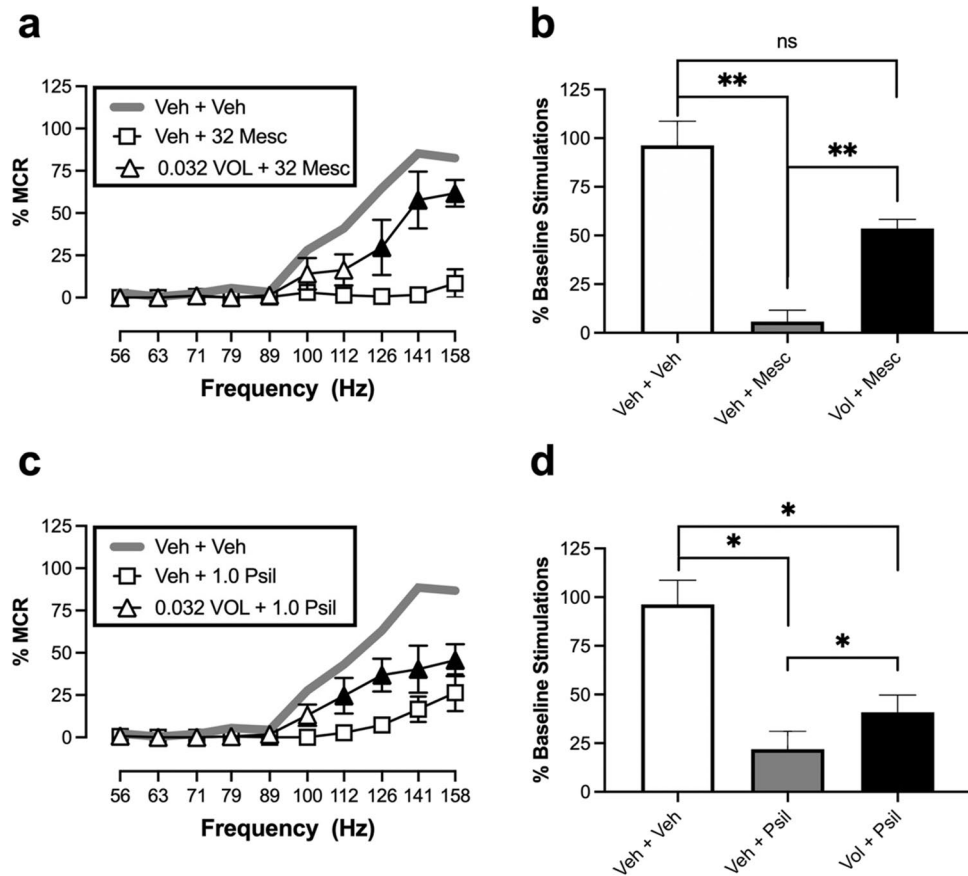 a
% MCR
125
100
75
50
25
0
Veh + Veh
Veh + 32 Mesc
0.032 VOL + 32 Mesc
56 63 71 79 89 100 112 126 141 158
Frequency (Hz)
b
% Baseline Stimulations
125
100
75
50
25
0
ns
**
**
Veh + Veh
Veh + Mesc
Vol + Mesc
c
% MCR
125
100
75
50
25
0
Veh + Veh
Veh + 1.0 Psil
0.032 VOL + 1.0 Psil
56 63 71 79 89 100 112 126 141 158
Frequency (Hz)
d
% Baseline Stimulations
125
100
75
50
25
0
*
*
*
Veh + Veh
Veh + Psil
Vol + Psil